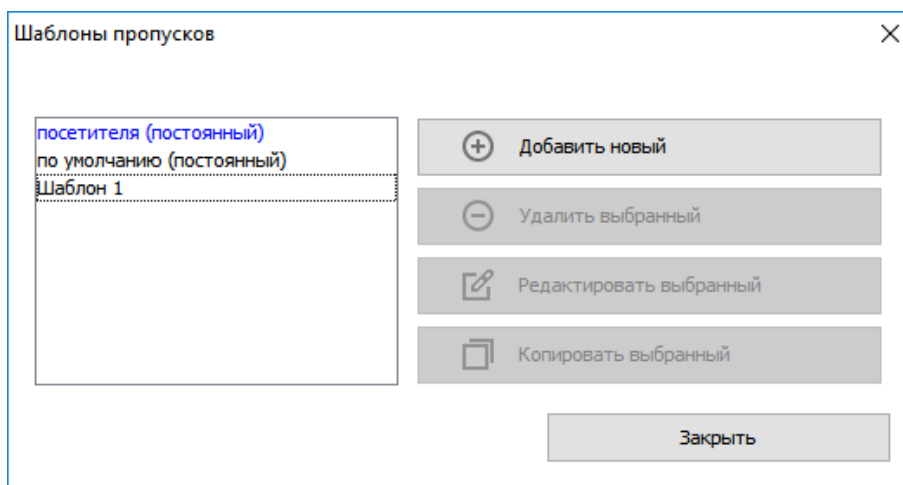 Шаблоны пропусков
посетителя (постоянный)
по умолчанию (постоянный)
Шаблон 1
Добавить новый
Удалить выбранный
Редактировать выбранный
Копировать выбранный
Закрыть